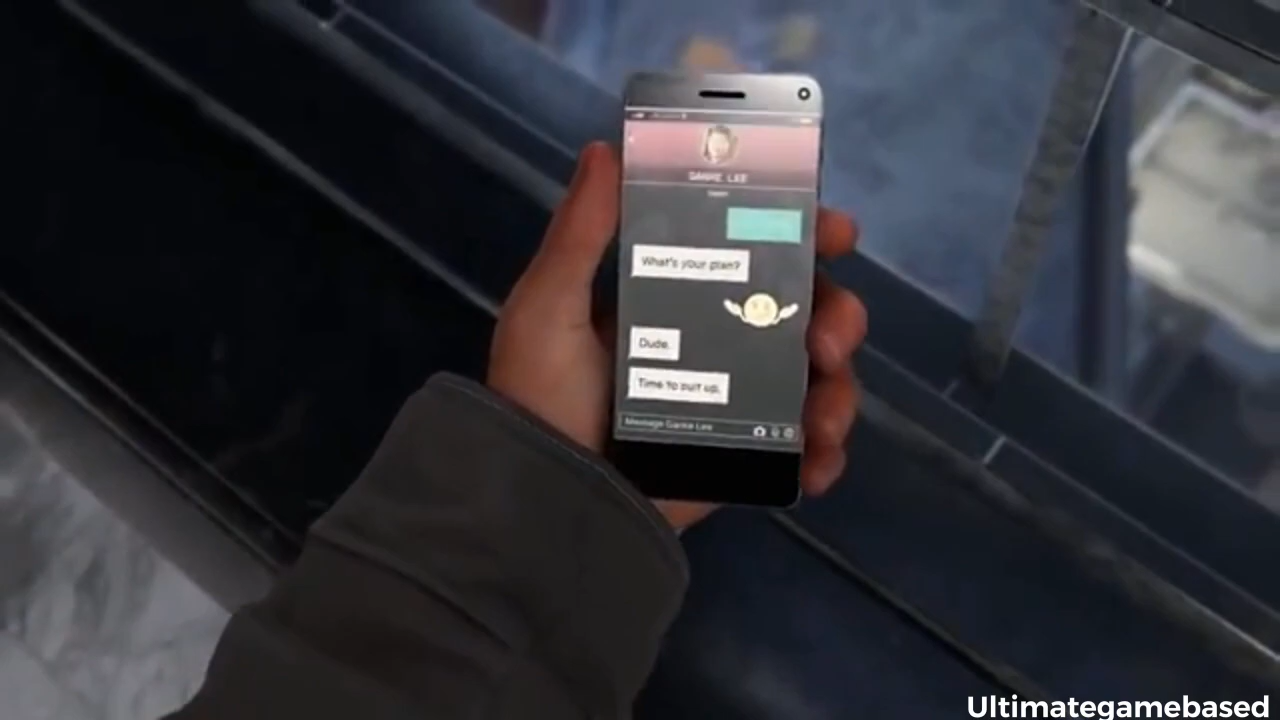 GANKE LEE
What's your plan?
Dude.
Time to suit up.
Message Ganke Lee
Ultimategamebased